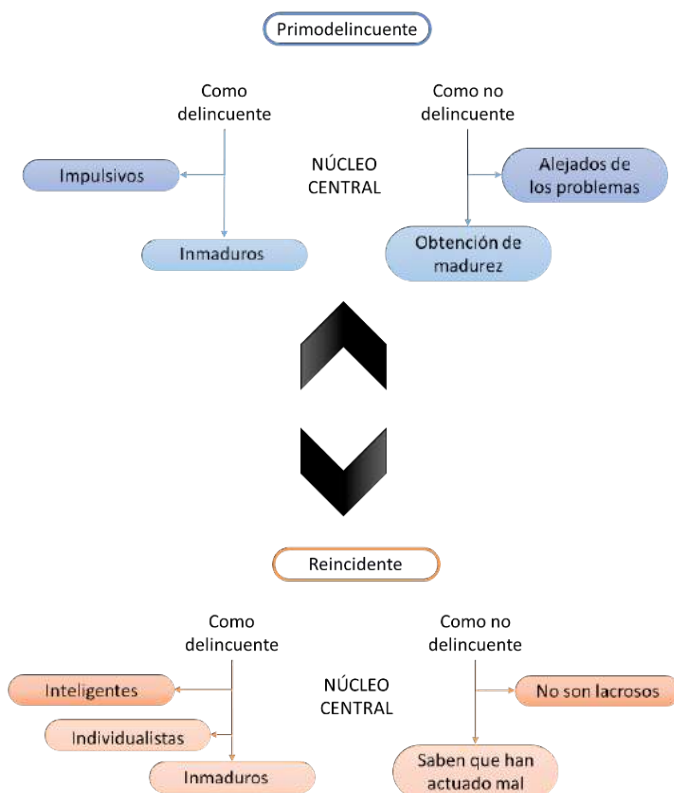 Primodelincuente
Como
delincuente
Como no
delincuente
Impulsivos
NÚCLEO
CENTRAL
Alejados de
los problemas
Inmaduros
Obtención de
madurez
Reincidente
Como
delincuente
Como no
delincuente
Inteligentes
NÚCLEO
CENTRAL
No son lacrosos
Individualistas
Inmaduros
Saben que han
actuado mal